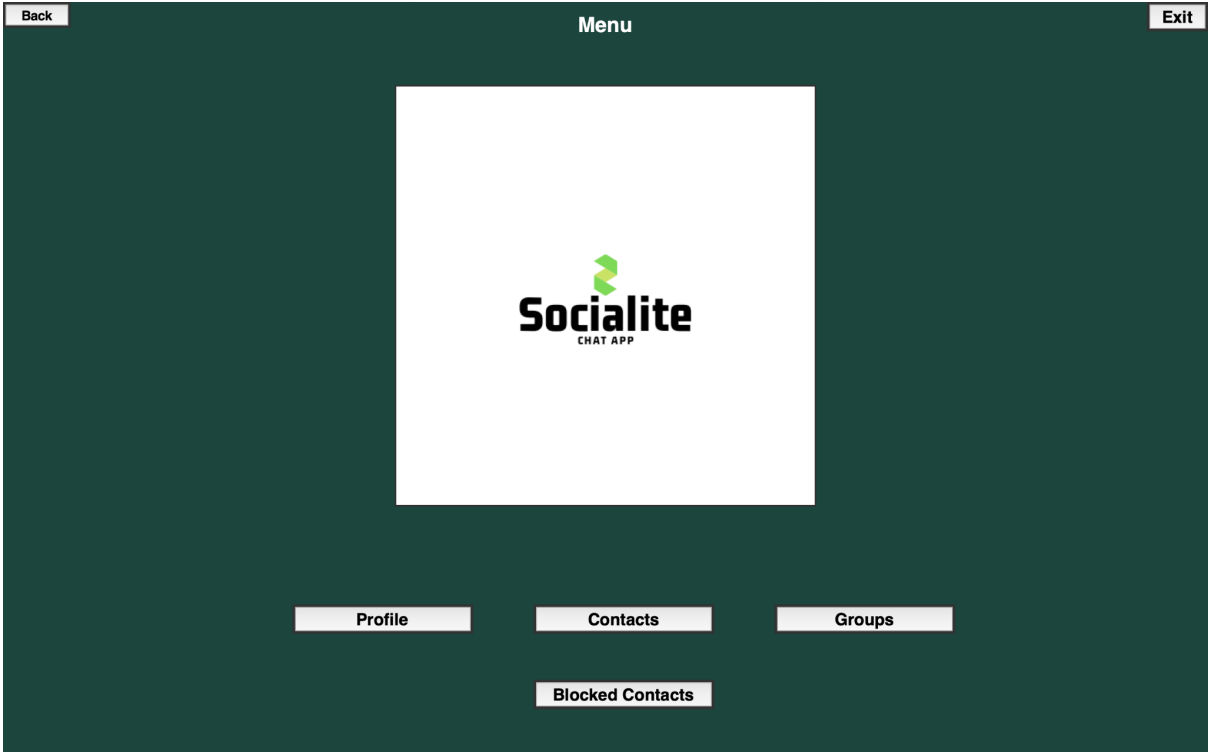 Back
Menu
Exit
Socialite
CHAT APP
Profile
Contacts
Groups
Blocked Contacts